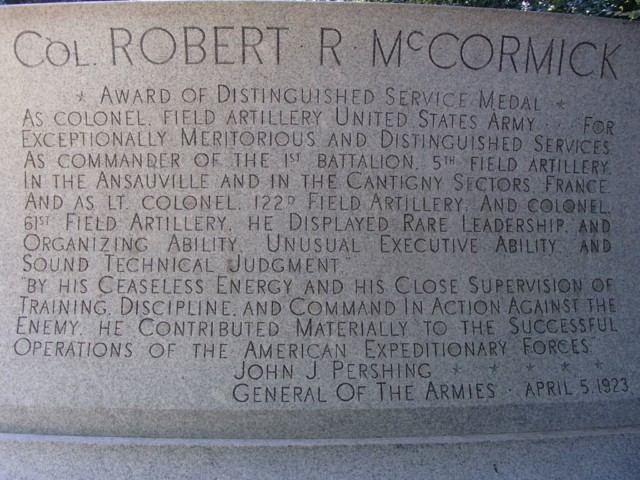 COL. ROBERT · R · McCORMICK
* AWARD OF DISTINGUISHED SERVICE MEDAL *
AS COLONEL, FIELD ARTILLERY UNITED STATES ARMY . . . FOR
EXCEPTIONALLY MERITORIOUS AND DISTINGUISHED SERVICES
AS COMMANDER OF THE 1ST BATTALION, 5TH FIELD ARTILLERY,
IN THE ANSAUVILLE AND IN THE CANTIGNY SECTORS, FRANCE
AND AS LT. COLONEL, 122D FIELD ARTILLERY, AND COLONEL,
61ST FIELD ARTILLERY, HE DISPLAYED RARE LEADERSHIP AND
ORGANIZING ABILITY, UNUSUAL EXECUTIVE ABILITY AND
SOUND TECHNICAL JUDGMENT"
"BY HIS CEASELESS ENERGY AND HIS CLOSE SUPERVISION OF
TRAINING, DISCIPLINE, AND COMMAND IN ACTION AGAINST THE
ENEMY, HE CONTRIBUTED MATERIALLY TO THE SUCCESSFUL
OPERATIONS OF THE AMERICAN EXPEDITIONARY FORCES"
JOHN J PERSHING * * * * *
GENERAL OF THE ARMIES · APRIL 5, 1923